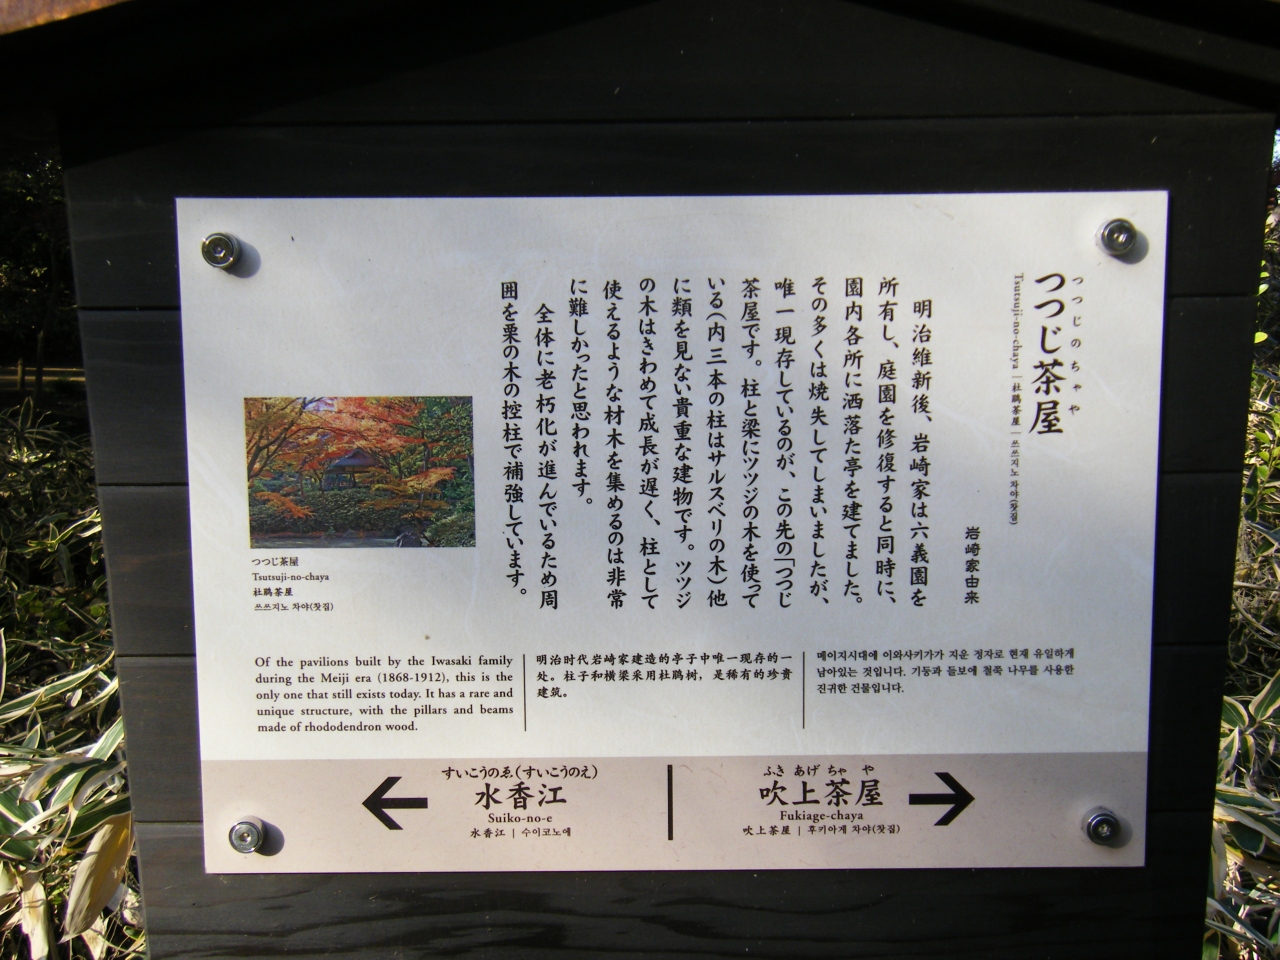 つつじのちゃや
つつじ茶屋
Tsutsuji-no-chaya｜杜鹃茶屋｜쓰쓰지노 차야(찻집)
岩崎家由来
明治維新後、岩崎家は六義園を
所有し、庭園を修復すると同時に、
園内各所に洒落た亭を建てました。
その多くは焼失してしまいましたが、
唯一現存しているのが、この先の「つつじ
茶屋です。柱と梁にツツジの木を使って
いる（内三本の柱はサルスベリの木）他
に類を見ない貴重な建物です。ツツジ
の木はきわめて成長が遅く、柱として
使えるような材木を集めるのは非常
に難しかったと思われます。
全体に老朽化が進んでいるため周
囲を栗の木の控柱で補強しています。
つつじ茶屋
Tsutsuji-no-chaya
杜鹃茶屋
쓰쓰지노 차야(찻집)
Of the pavilions built by the Iwasaki family
during the Meiji era (1868-1912), this is the
only one that still exists today. It has a rare and
unique structure, with the pillars and beams
made of rhododendron wood.
明治时代岩崎家建造的亭子中唯一现存的一
处。柱子和横梁采用杜鹃树，是稀有的珍贵
建筑。
메이지시대에 이와사키가가 지은 정자로 현재 유일하게
남아있는 것입니다. 기둥과 들보에 철쭉 나무를 사용한
진귀한 건물입니다.
すいこうのゑ(すいこうのえ)
水香江
Suiko-no-e
水香江｜수이코노에
ふきあげちゃや
吹上茶屋
Fukiage-chaya
吹上茶屋｜후키아게 차야(찻집)